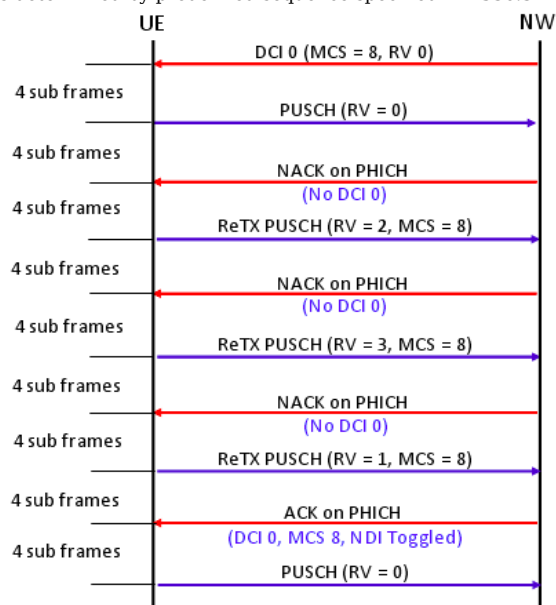 UE NW
DCI 0 (MCS = 8, RV 0)
4 sub frames
PUSCH (RV = 0)
4 sub frames
NACK on PHICH
(No DCI 0)
4 sub frames
ReTX PUSCH (RV = 2, MCS = 8)
4 sub frames
NACK on PHICH
(No DCI 0)
4 sub frames
ReTX PUSCH (RV = 3, MCS = 8)
4 sub frames
NACK on PHICH
(No DCI 0)
4 sub frames
ReTX PUSCH (RV = 1, MCS = 8)
4 sub frames
ACK on PHICH
(DCI 0, MCS 8, NDI Toggled)
4 sub frames
PUSCH (RV = 0)